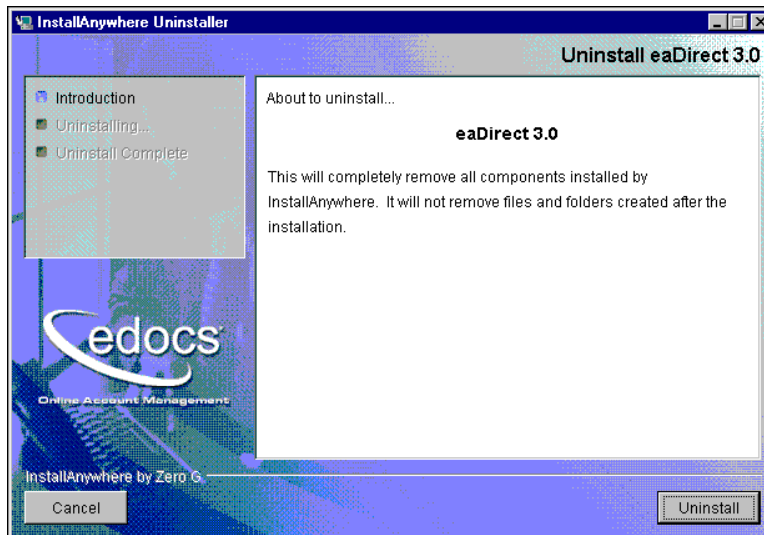 InstallAnywhere Uninstaller
Uninstall eaDirect 3.0
Introduction
Uninstalling...
Uninstall Complete
About to uninstall...
eaDirect 3.0
This will completely remove all components installed by
InstallAnywhere. It will not remove files and folders created after the
installation.
edocs
Online Account Management
InstallAnywhere by Zero G
Cancel
Uninstall